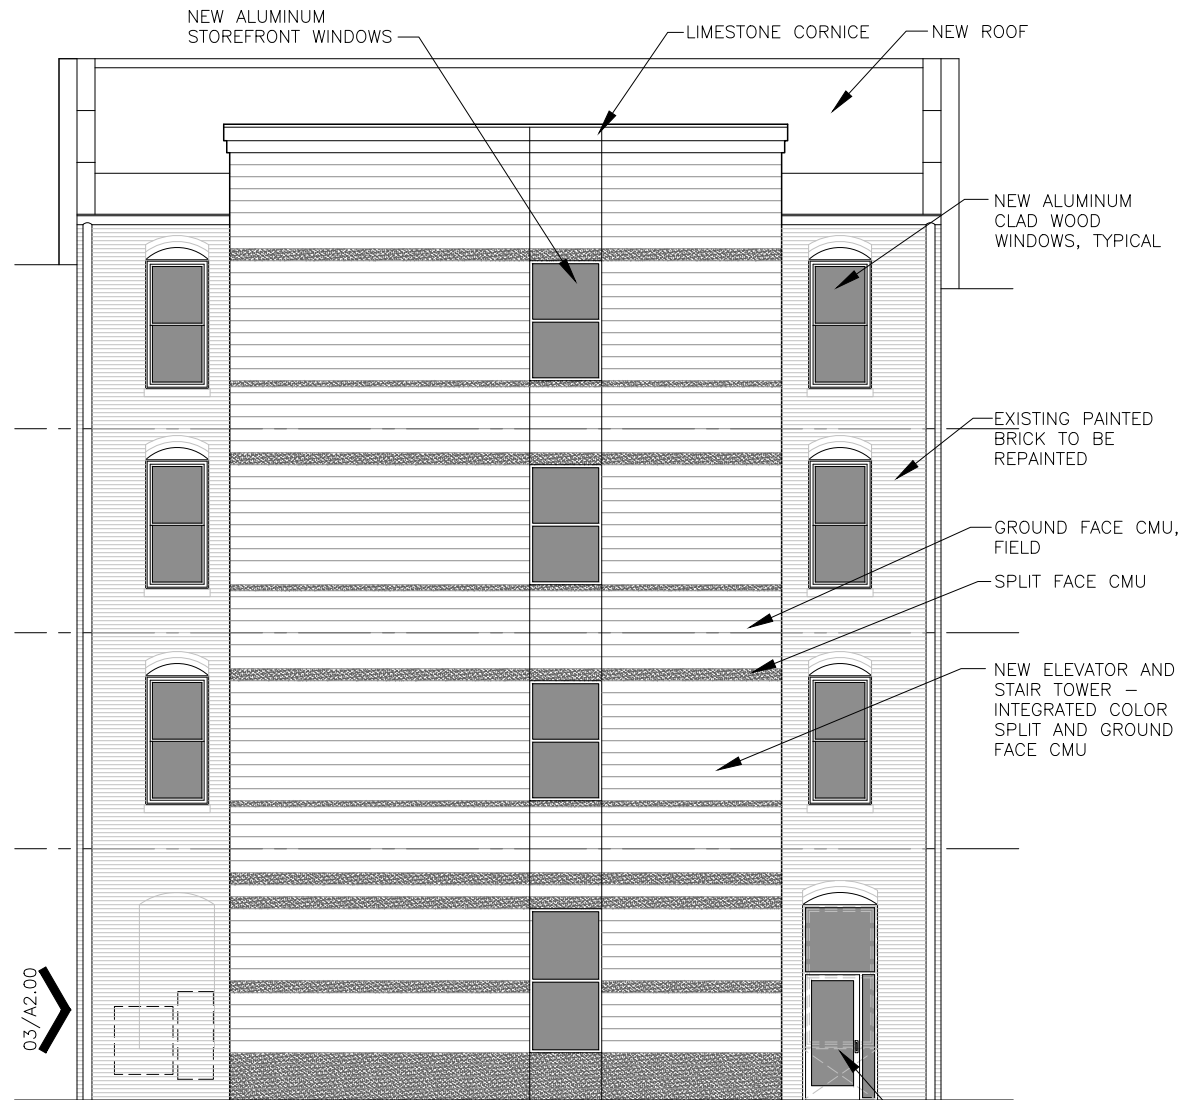 NEW ALUMINUM
STOREFRONT WINDOWS
LIMESTONE CORNICE
NEW ROOF
NEW ALUMINUM
CLAD WOOD
WINDOWS, TYPICAL
EXISTING PAINTED
BRICK TO BE
REPAINTED
GROUND FACE CMU,
FIELD
SPLIT FACE CMU
NEW ELEVATOR AND
STAIR TOWER –
INTEGRATED COLOR
SPLIT AND GROUND
FACE CMU
03/A2.00